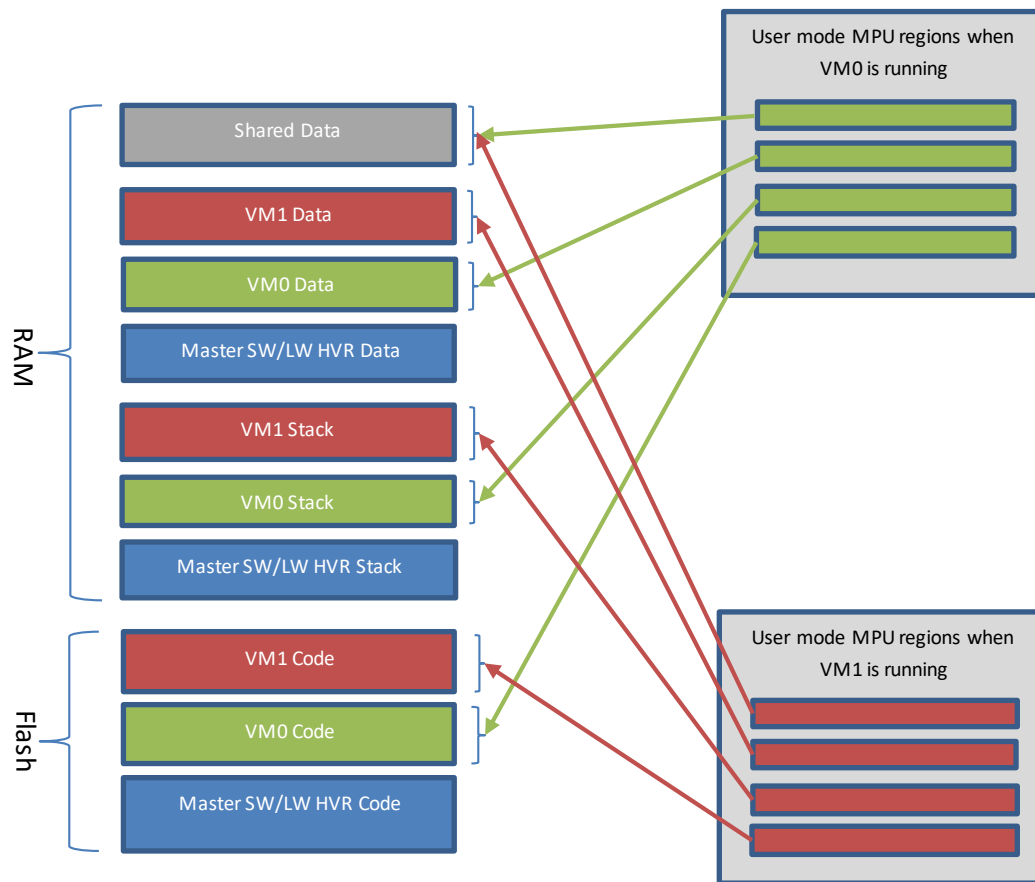 User mode MPU regions when
VM0 is running
Shared Data
VM1 Data
VM0 Data
Master SW/LW HVR Data
VM1 Stack
VM0 Stack
Master SW/LW HVR Stack
RAM
VM1 Code
VM0 Code
Master SW/LW HVR Code
Flash
User mode MPU regions when
VM1 is running